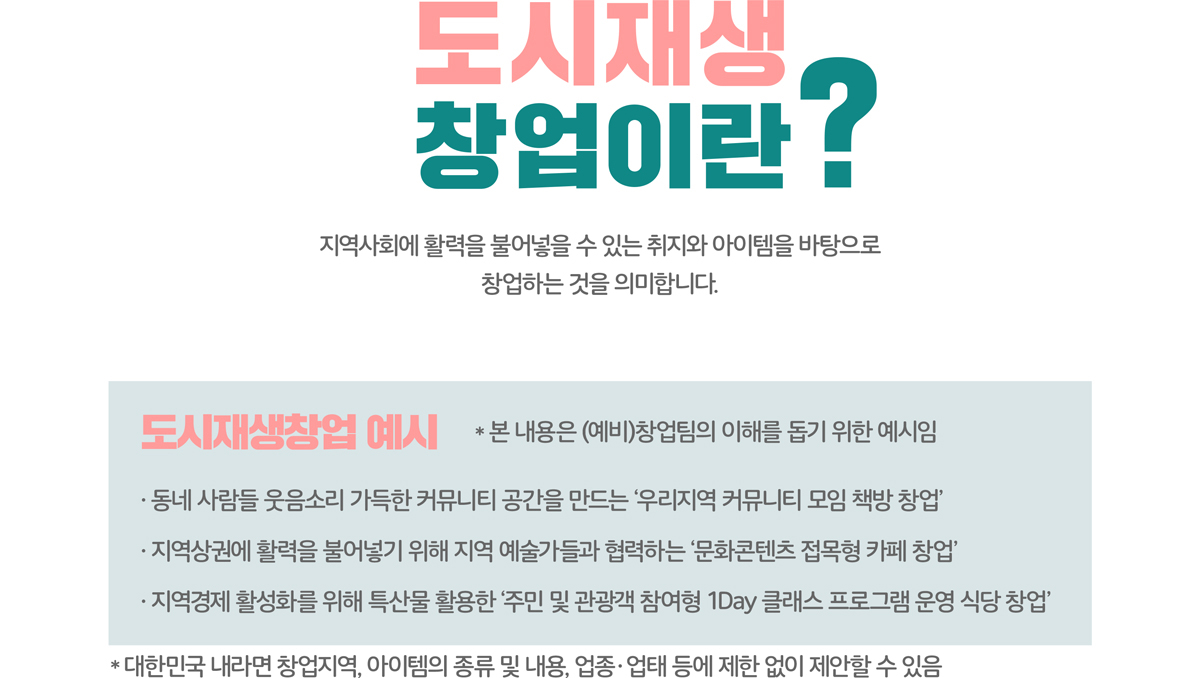 도시재생
창업이란?
지역사회에 활력을 불어넣을 수 있는 취지와 아이템을 바탕으로
창업하는 것을 의미합니다.
도시재생창업 예시 * 본 내용은 (예비)창업팀의 이해를 돕기 위한 예시임
· 동네 사람들 웃음소리 가득한 커뮤니티 공간을 만드는 ‘우리지역 커뮤니티 모임 책방 창업’
· 지역상권에 활력을 불어넣기 위해 지역 예술가들과 협력하는 ‘문화콘텐츠 접목형 카페 창업’
· 지역경제 활성화를 위해 특산물 활용한 ‘주민 및 관광객 참여형 1Day 클래스 프로그램 운영 식당 창업’
* 대한민국 내라면 창업지역, 아이템의 종류 및 내용, 업종·업태 등에 제한 없이 제안할 수 있음